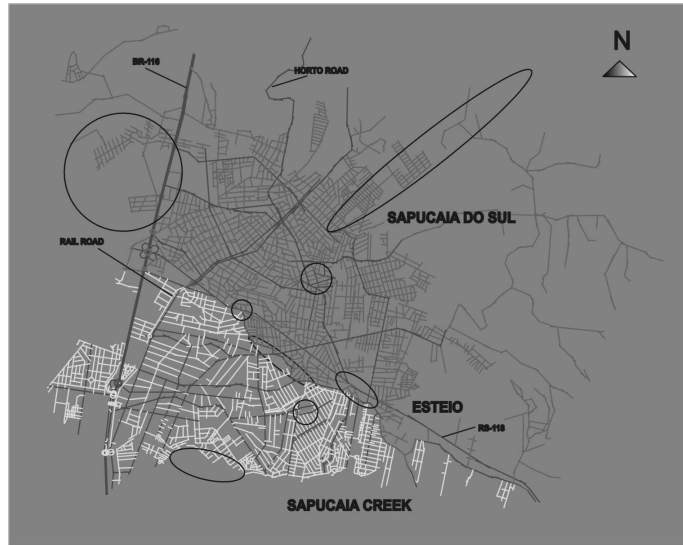 N
BR-116
HORTO ROAD
SAPUCAIA DO SUL
RAIL ROAD
ESTEIO
RS-118
SAPUCAIA CREEK